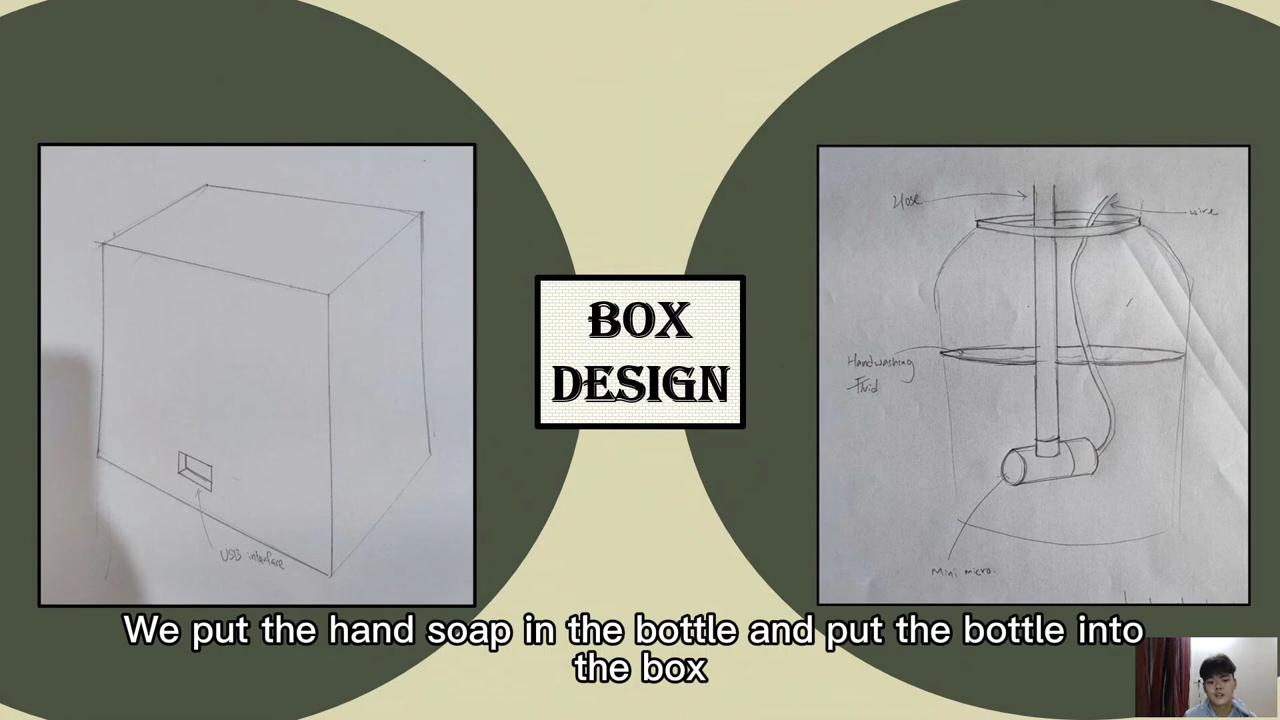 BOX
DESIGN
USB interface
Hose
wire
Handwashing
Fluid
Mini micro.
We put the hand soap in the bottle and put the bottle into
the box